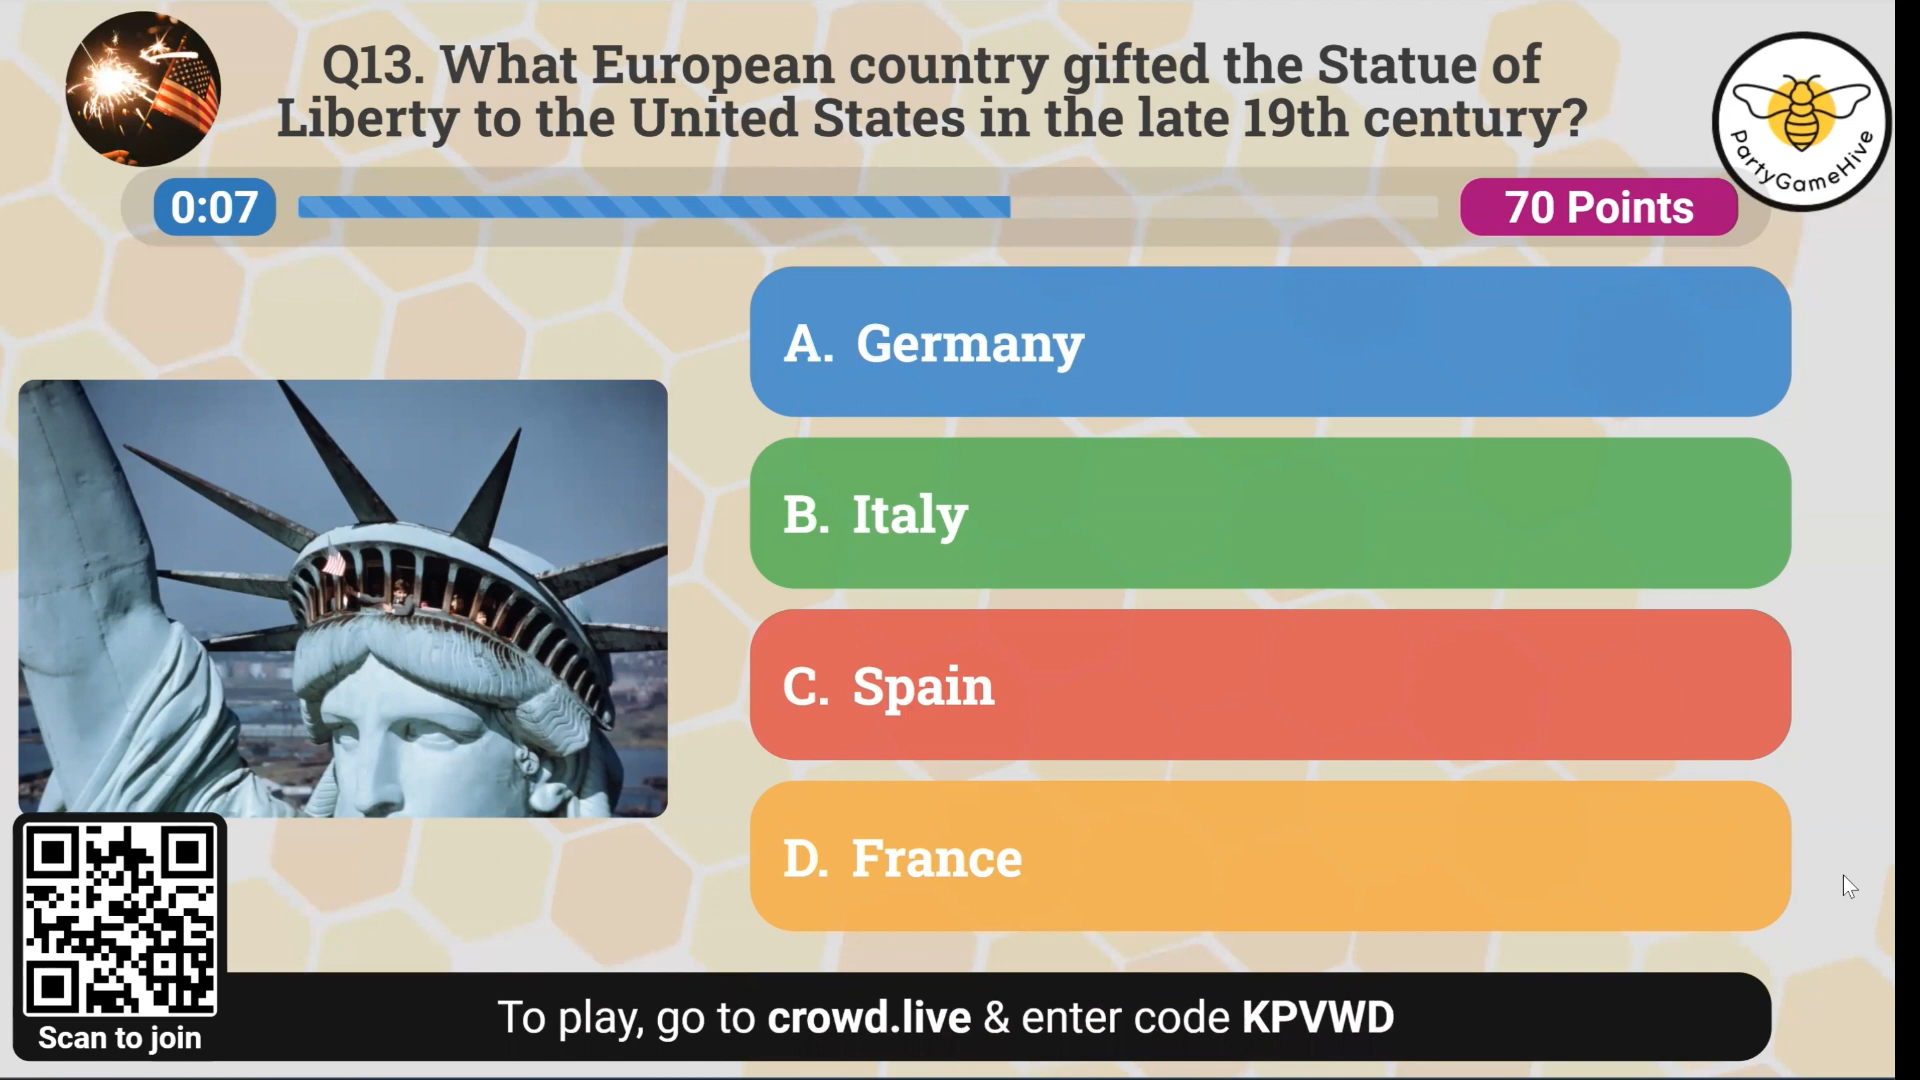 Q13. What European country gifted the Statue of
Liberty to the United States in the late 19th century?
PartyGameHive
0:07
70 Points
A. Germany
B. Italy
C. Spain
D. France
Scan to join
To play, go to crowd.live & enter code KPVWD